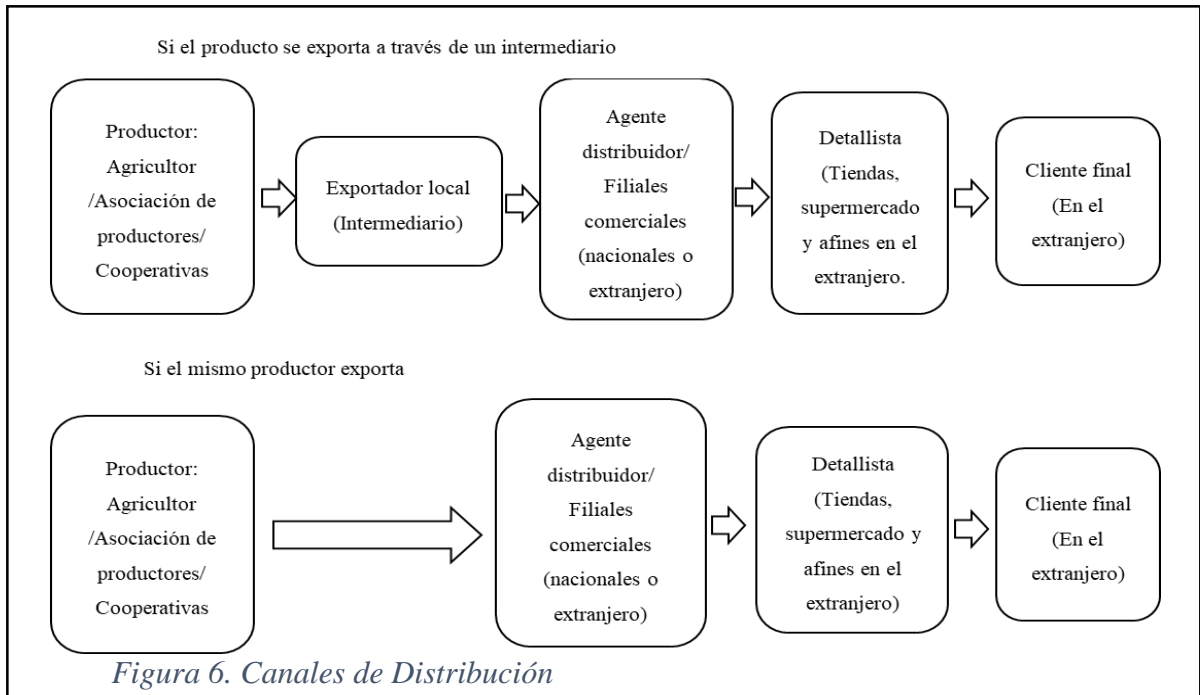 Si el producto se exporta a través de un intermediario
Productor:
Agricultor
/Asociación de
productores/
Cooperativas
Exportador local
(Intermediario)
Agente
distribuidor/
Filiales
comerciales
(nacionales o
extranjero)
Detallista
(Tiendas,
supermercado
y afines en el
extranjero.
Cliente final
(En el
extranjero)
Si el mismo productor exporta
Productor:
Agricultor
/Asociación de
productores/
Cooperativas
Agente
distribuidor/
Filiales
comerciales
(nacionales o
extranjero)
Detallista
(Tiendas,
supermercado y
afines en el
extranjero)
Cliente final
(En el
extranjero)
Figura 6. Canales de Distribución